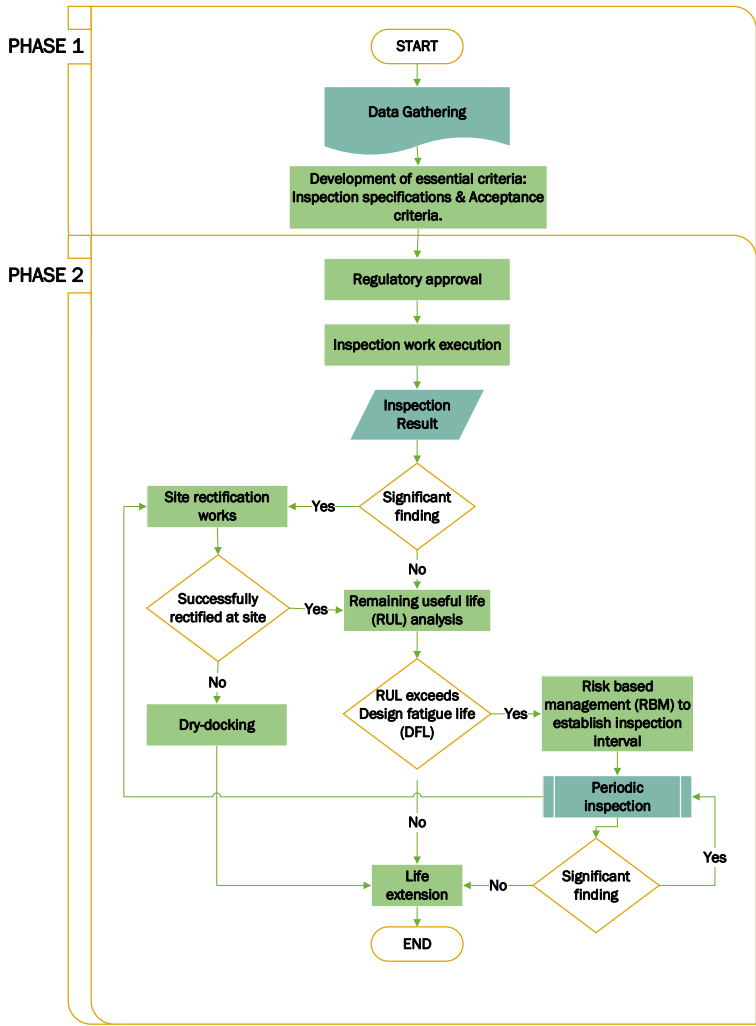 PHASE 1
START
Data Gathering
Development of essential criteria:
Inspection specifications & Acceptance
criteria.
PHASE 2
Regulatory approval
Inspection work execution
Inspection
Result
Significant
finding
Yes
Site rectification
works
No
Successfully
rectified at site
Yes
Remaining useful life
(RUL) analysis
No
Dry-docking
RUL exceeds
Design fatigue life
(DFL)
Yes
Risk based
management (RBM) to
establish inspection
interval
Periodic
inspection
No
Yes
Significant
finding
No
Life
extension
END